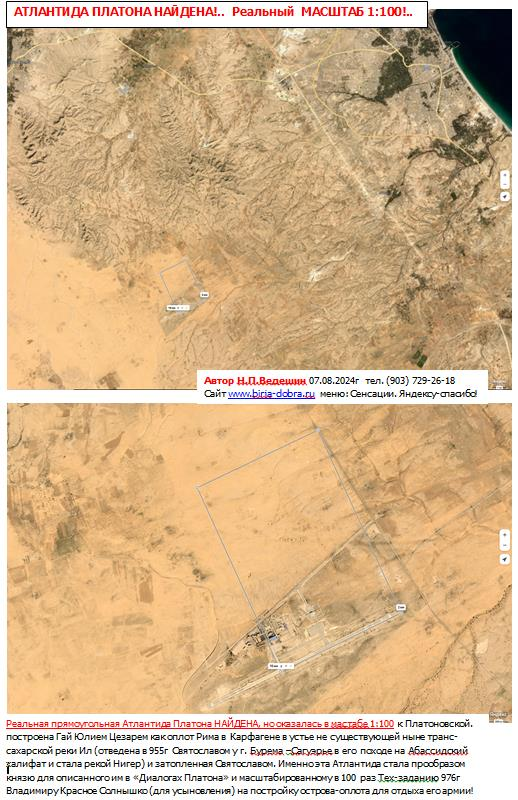 АТЛАНТИДА ПЛАТОНА НАЙДЕНА!.. Реальный МАСШТАБ 1:100!..
Автор Н.П.Ведешин 07.08.2024г тел. (903) 729-26-18
Сайт www.birja-dobra.ru меню: Сенсации. Яндексу-спасибо!
Реальная прямоугольная Атлантида Платона НАЙДЕНА, но оказалась в мастабе 1:100 к Платоновской.
построена Гай Юлием Цезарем как оплот Рима в Карфагене в устье не существующей ныне транс-
сахарской реки Ил (отведена в 955г Святославом у г. Бурема - Сагуерье в его походе на Абассидский
халифат и стала рекой Нигер) и затопленная Святославом. Именно эта Атлантида стала прообразом
князю для описанного им в «Диалогах Платона» и масштабированному в 100 раз Тех-заданию 976г
Владимиру Красное Солнышко (для усыновления) на постройку острова-оплота для отдыха его армии!